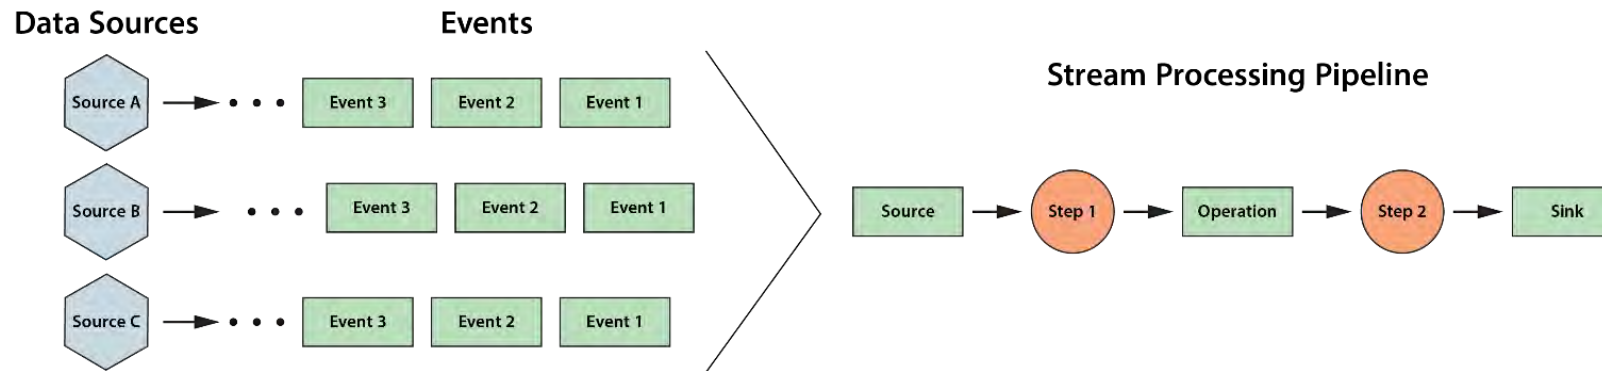 Data Sources
Events
Stream Processing Pipeline
Source A
Event 3
Event 2
Event 1
Source B
Event 3
Event 2
Event 1
Source
Step 1
Operation
Step 2
Sink
Source C
Event 3
Event 2
Event 1